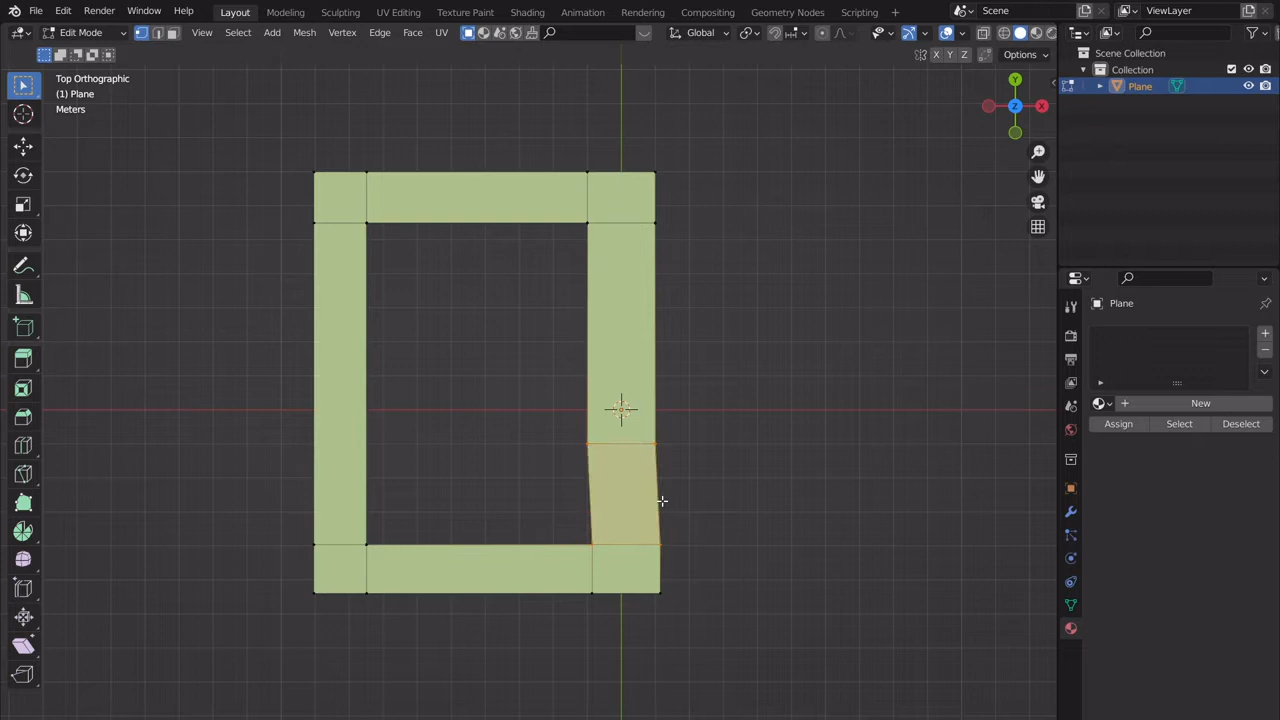 File Edit Render Window Help Layout Modeling Sculpting UV Editing Texture Paint Shading Animation Rendering Compositing Geometry Nodes Scripting + Scene ViewLayer
Edit Mode View Select Add Mesh Vertex Edge Face UV Global
X Y Z Options
Top Orthographic
(1) Plane
Meters
Y
Z X
Scene Collection
Collection
Plane
Plane
New
Assign Select Deselect